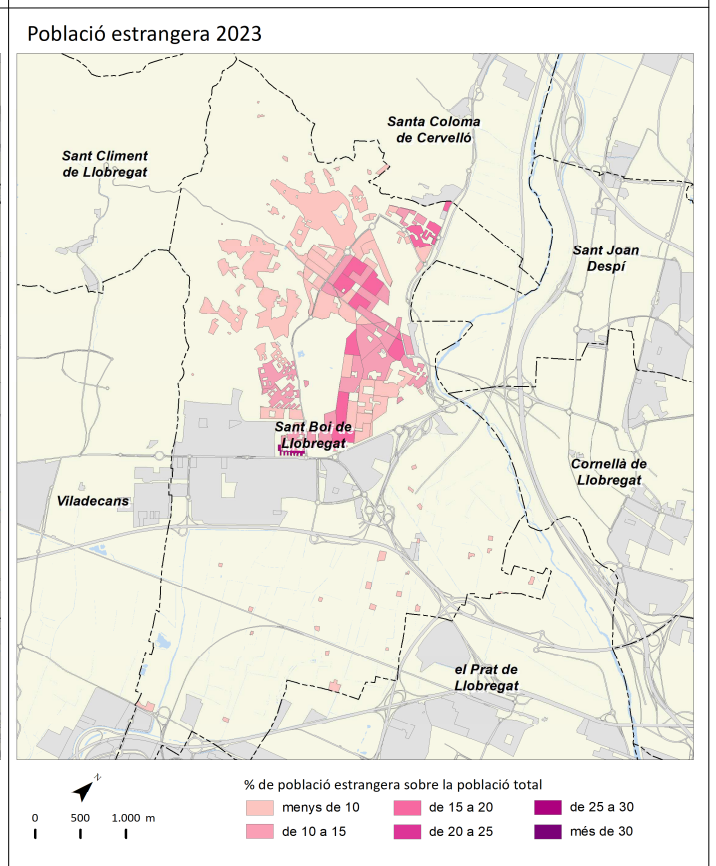 Població estrangera 2023
Santa Coloma
de Cervelló
Sant Climent
de Llobregat
Sant Joan
Despí
Sant Boi de
Llobregat
Cornellà de
Llobregat
Viladecans
el Prat de
Llobregat
N
0 500 1.000 m
% de població estrangera sobre la població total
menys de 10
de 15 a 20
de 25 a 30
de 10 a 15
de 20 a 25
més de 30